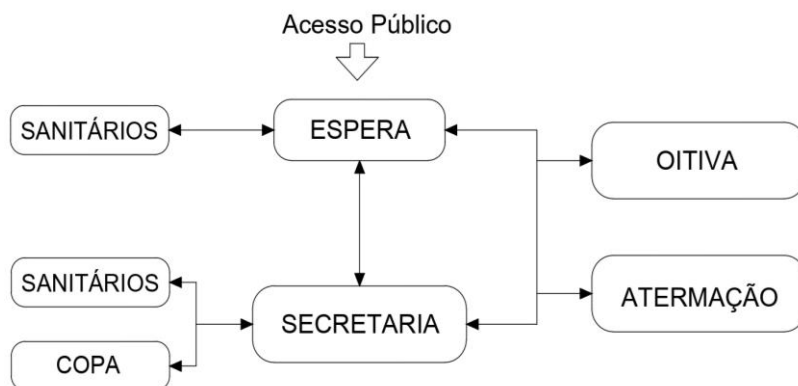 Acesso Público
SANITÁRIOS
ESPERA
OITIVA
SANITÁRIOS
SECRETARIA
ATERMAÇÃO
COPA